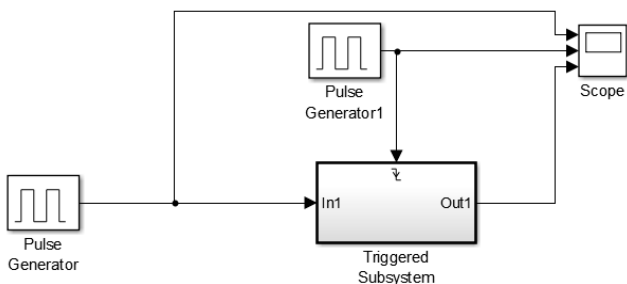 Pulse
Generator1
Scope
In1
Out1
Pulse
Generator
Triggered
Subsystem